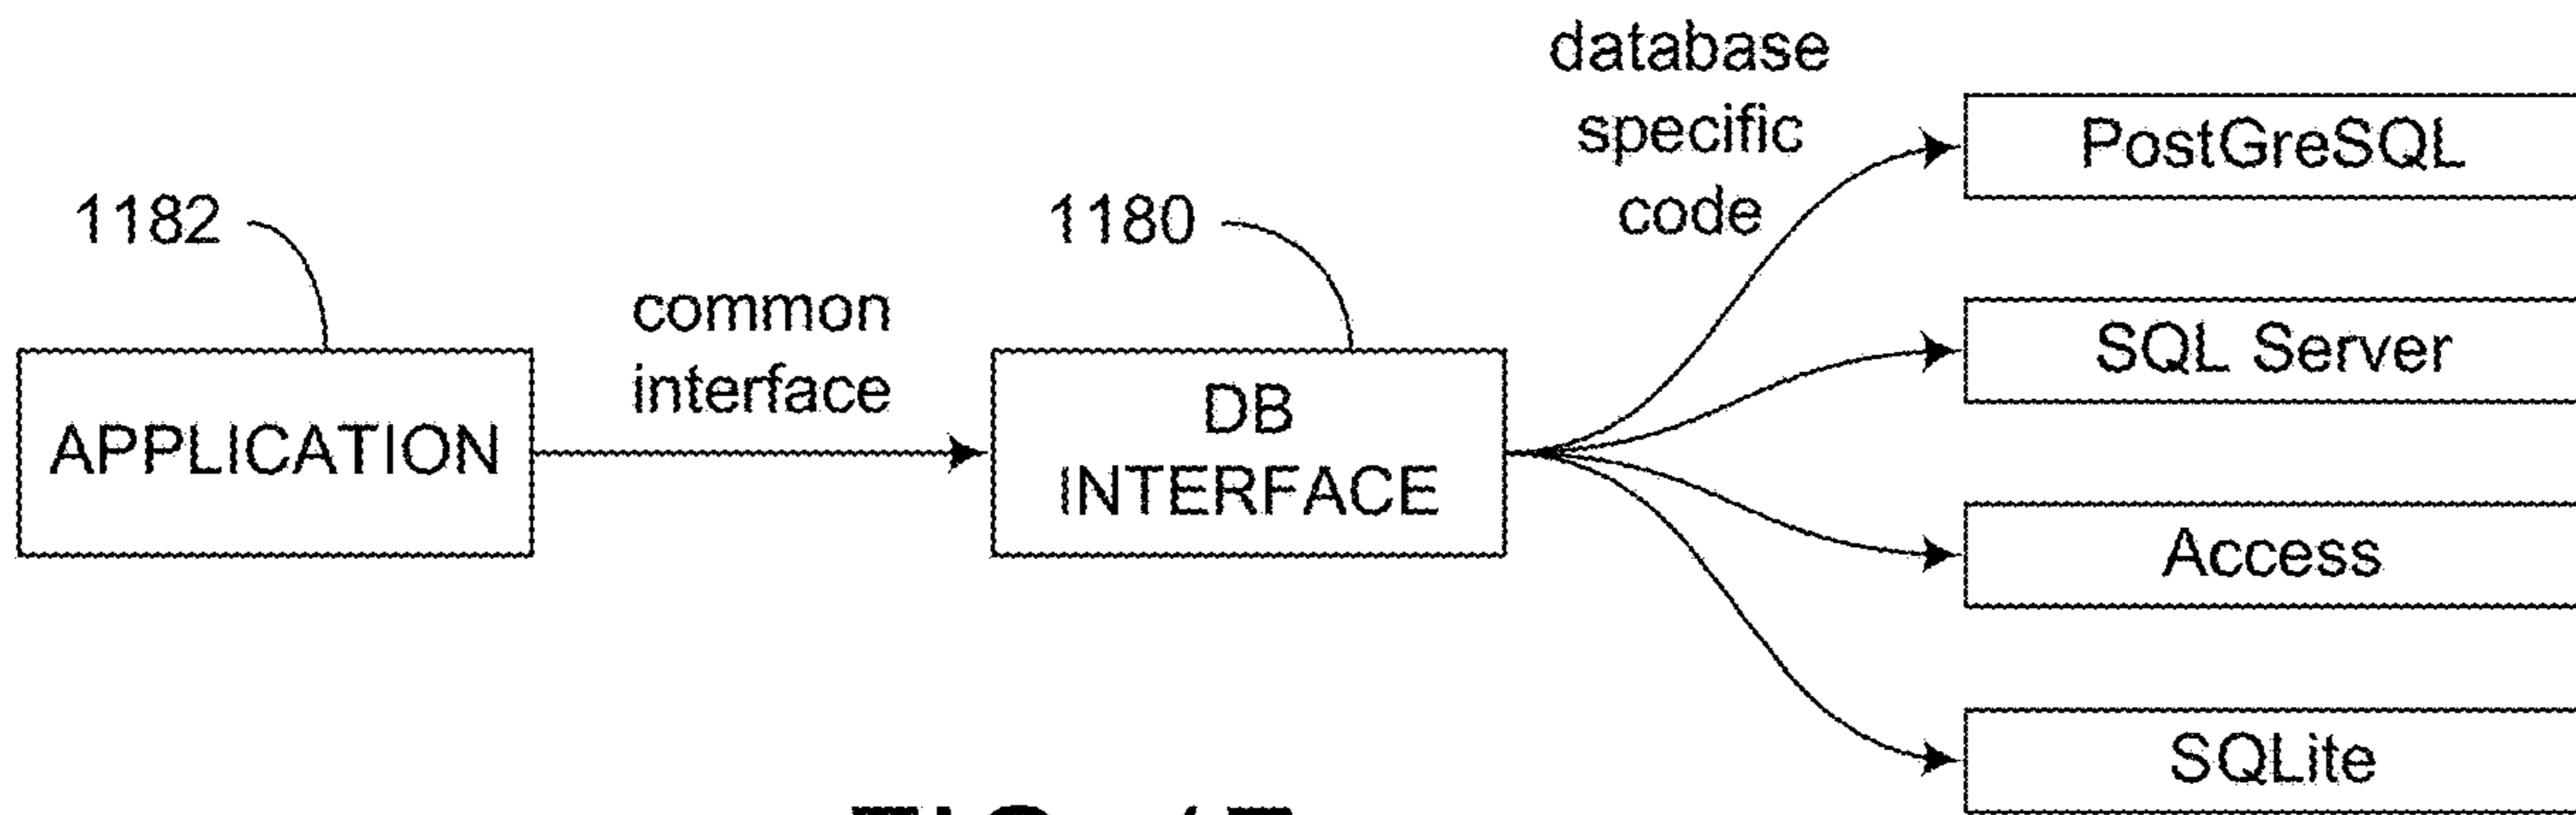 database
specific
code
PostGreSQL
1182
1180
common
interface
SQL Server
APPLICATION
DB
INTERFACE
Access
SQLite